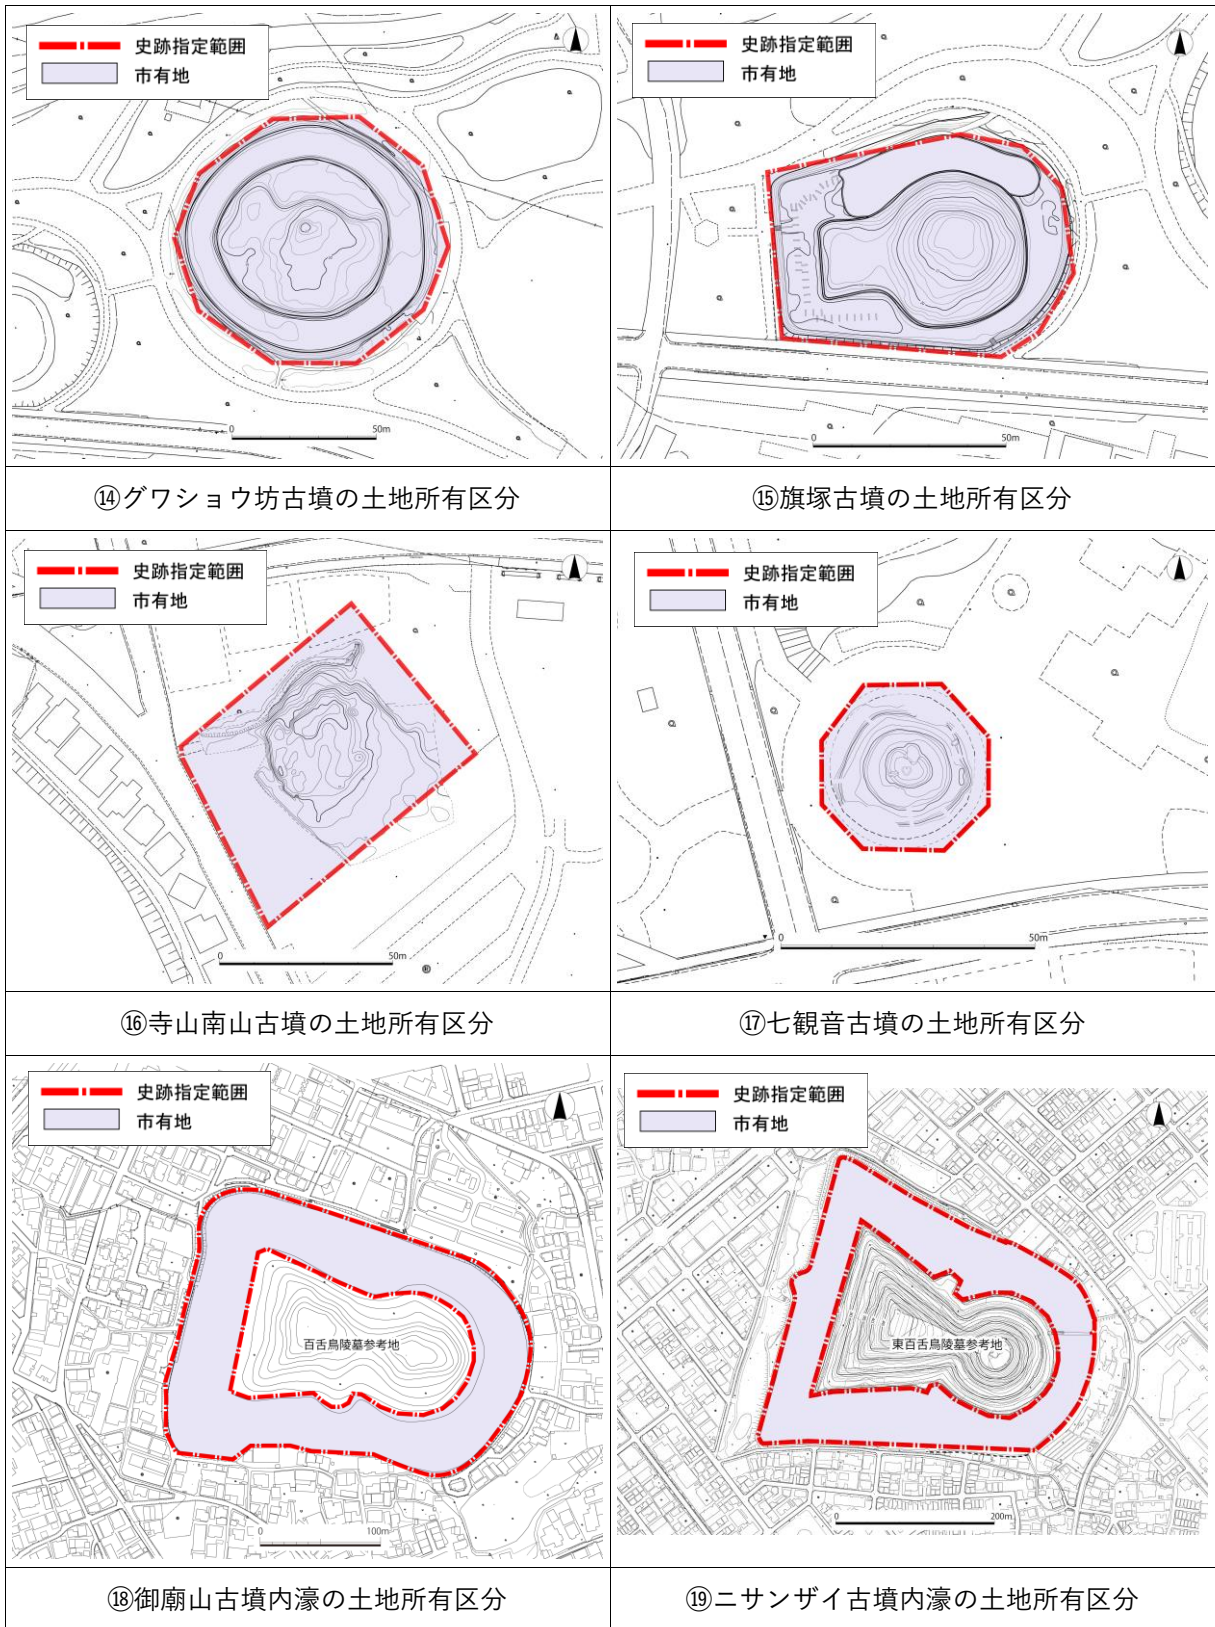 史跡指定範囲
市有地
0 50m
⑭グワショウ坊古墳の土地所有区分
史跡指定範囲
市有地
0 50m
⑮旗塚古墳の土地所有区分
史跡指定範囲
市有地
0 50m
⑯寺山南山古墳の土地所有区分
史跡指定範囲
市有地
0 50m
⑰七観音古墳の土地所有区分
史跡指定範囲
市有地
百舌鳥陵墓参考地
0 100m
⑱御廟山古墳内濠の土地所有区分
史跡指定範囲
市有地
東百舌鳥陵墓参考地
0 200m
⑲ニサンザイ古墳内濠の土地所有区分